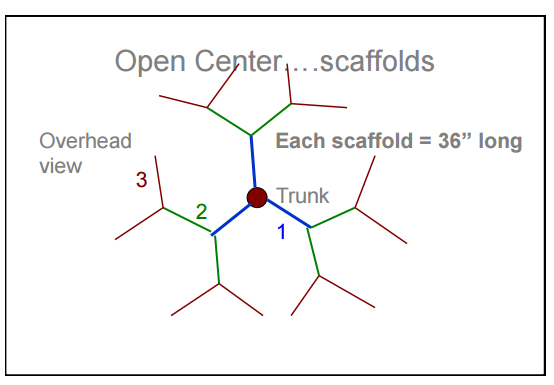 Open Center....scaffolds
Overhead
view
Each scaffold = 36” long
3
2
Trunk
1